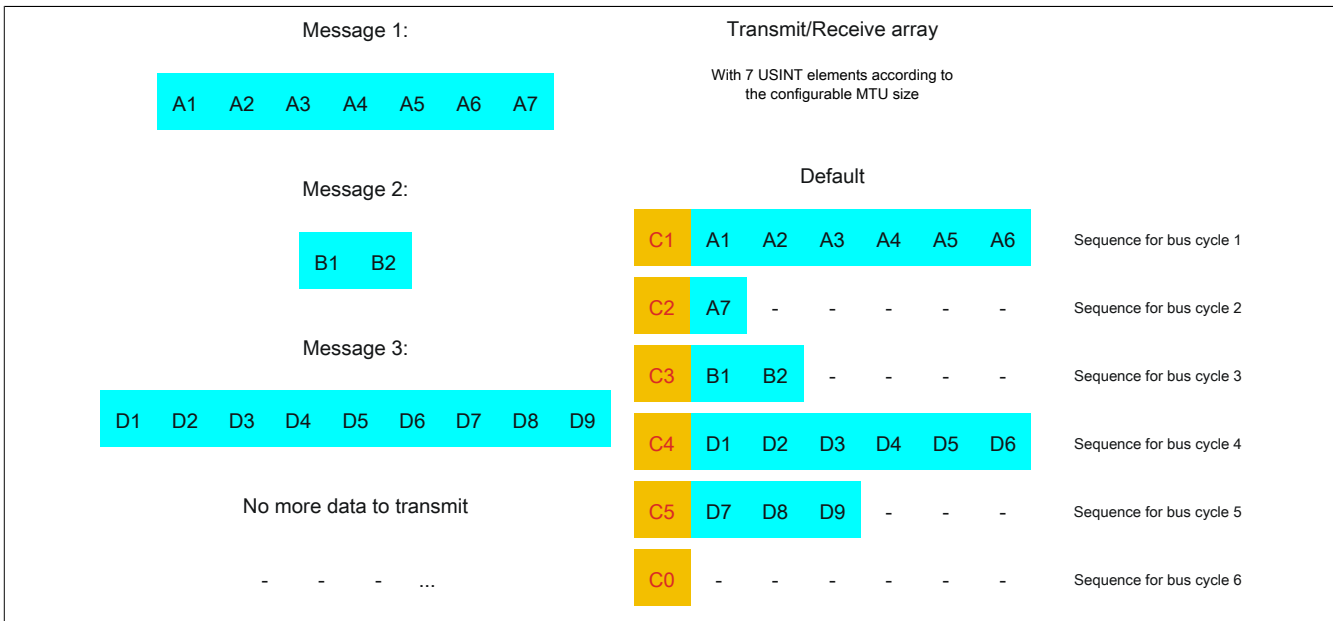 Message 1:
A1 A2 A3 A4 A5 A6 A7
Message 2:
B1 B2
Message 3:
D1 D2 D3 D4 D5 D6 D7 D8 D9
No more data to transmit
- - - ...
Transmit/Receive array
With 7 USINT elements according to
the configurable MTU size
Default
C1 A1 A2 A3 A4 A5 A6 Sequence for bus cycle 1
C2 A7 - - - - - Sequence for bus cycle 2
C3 B1 B2 - - - - Sequence for bus cycle 3
C4 D1 D2 D3 D4 D5 D6 Sequence for bus cycle 4
C5 D7 D8 D9 - - - Sequence for bus cycle 5
C0 - - - - - - Sequence for bus cycle 6